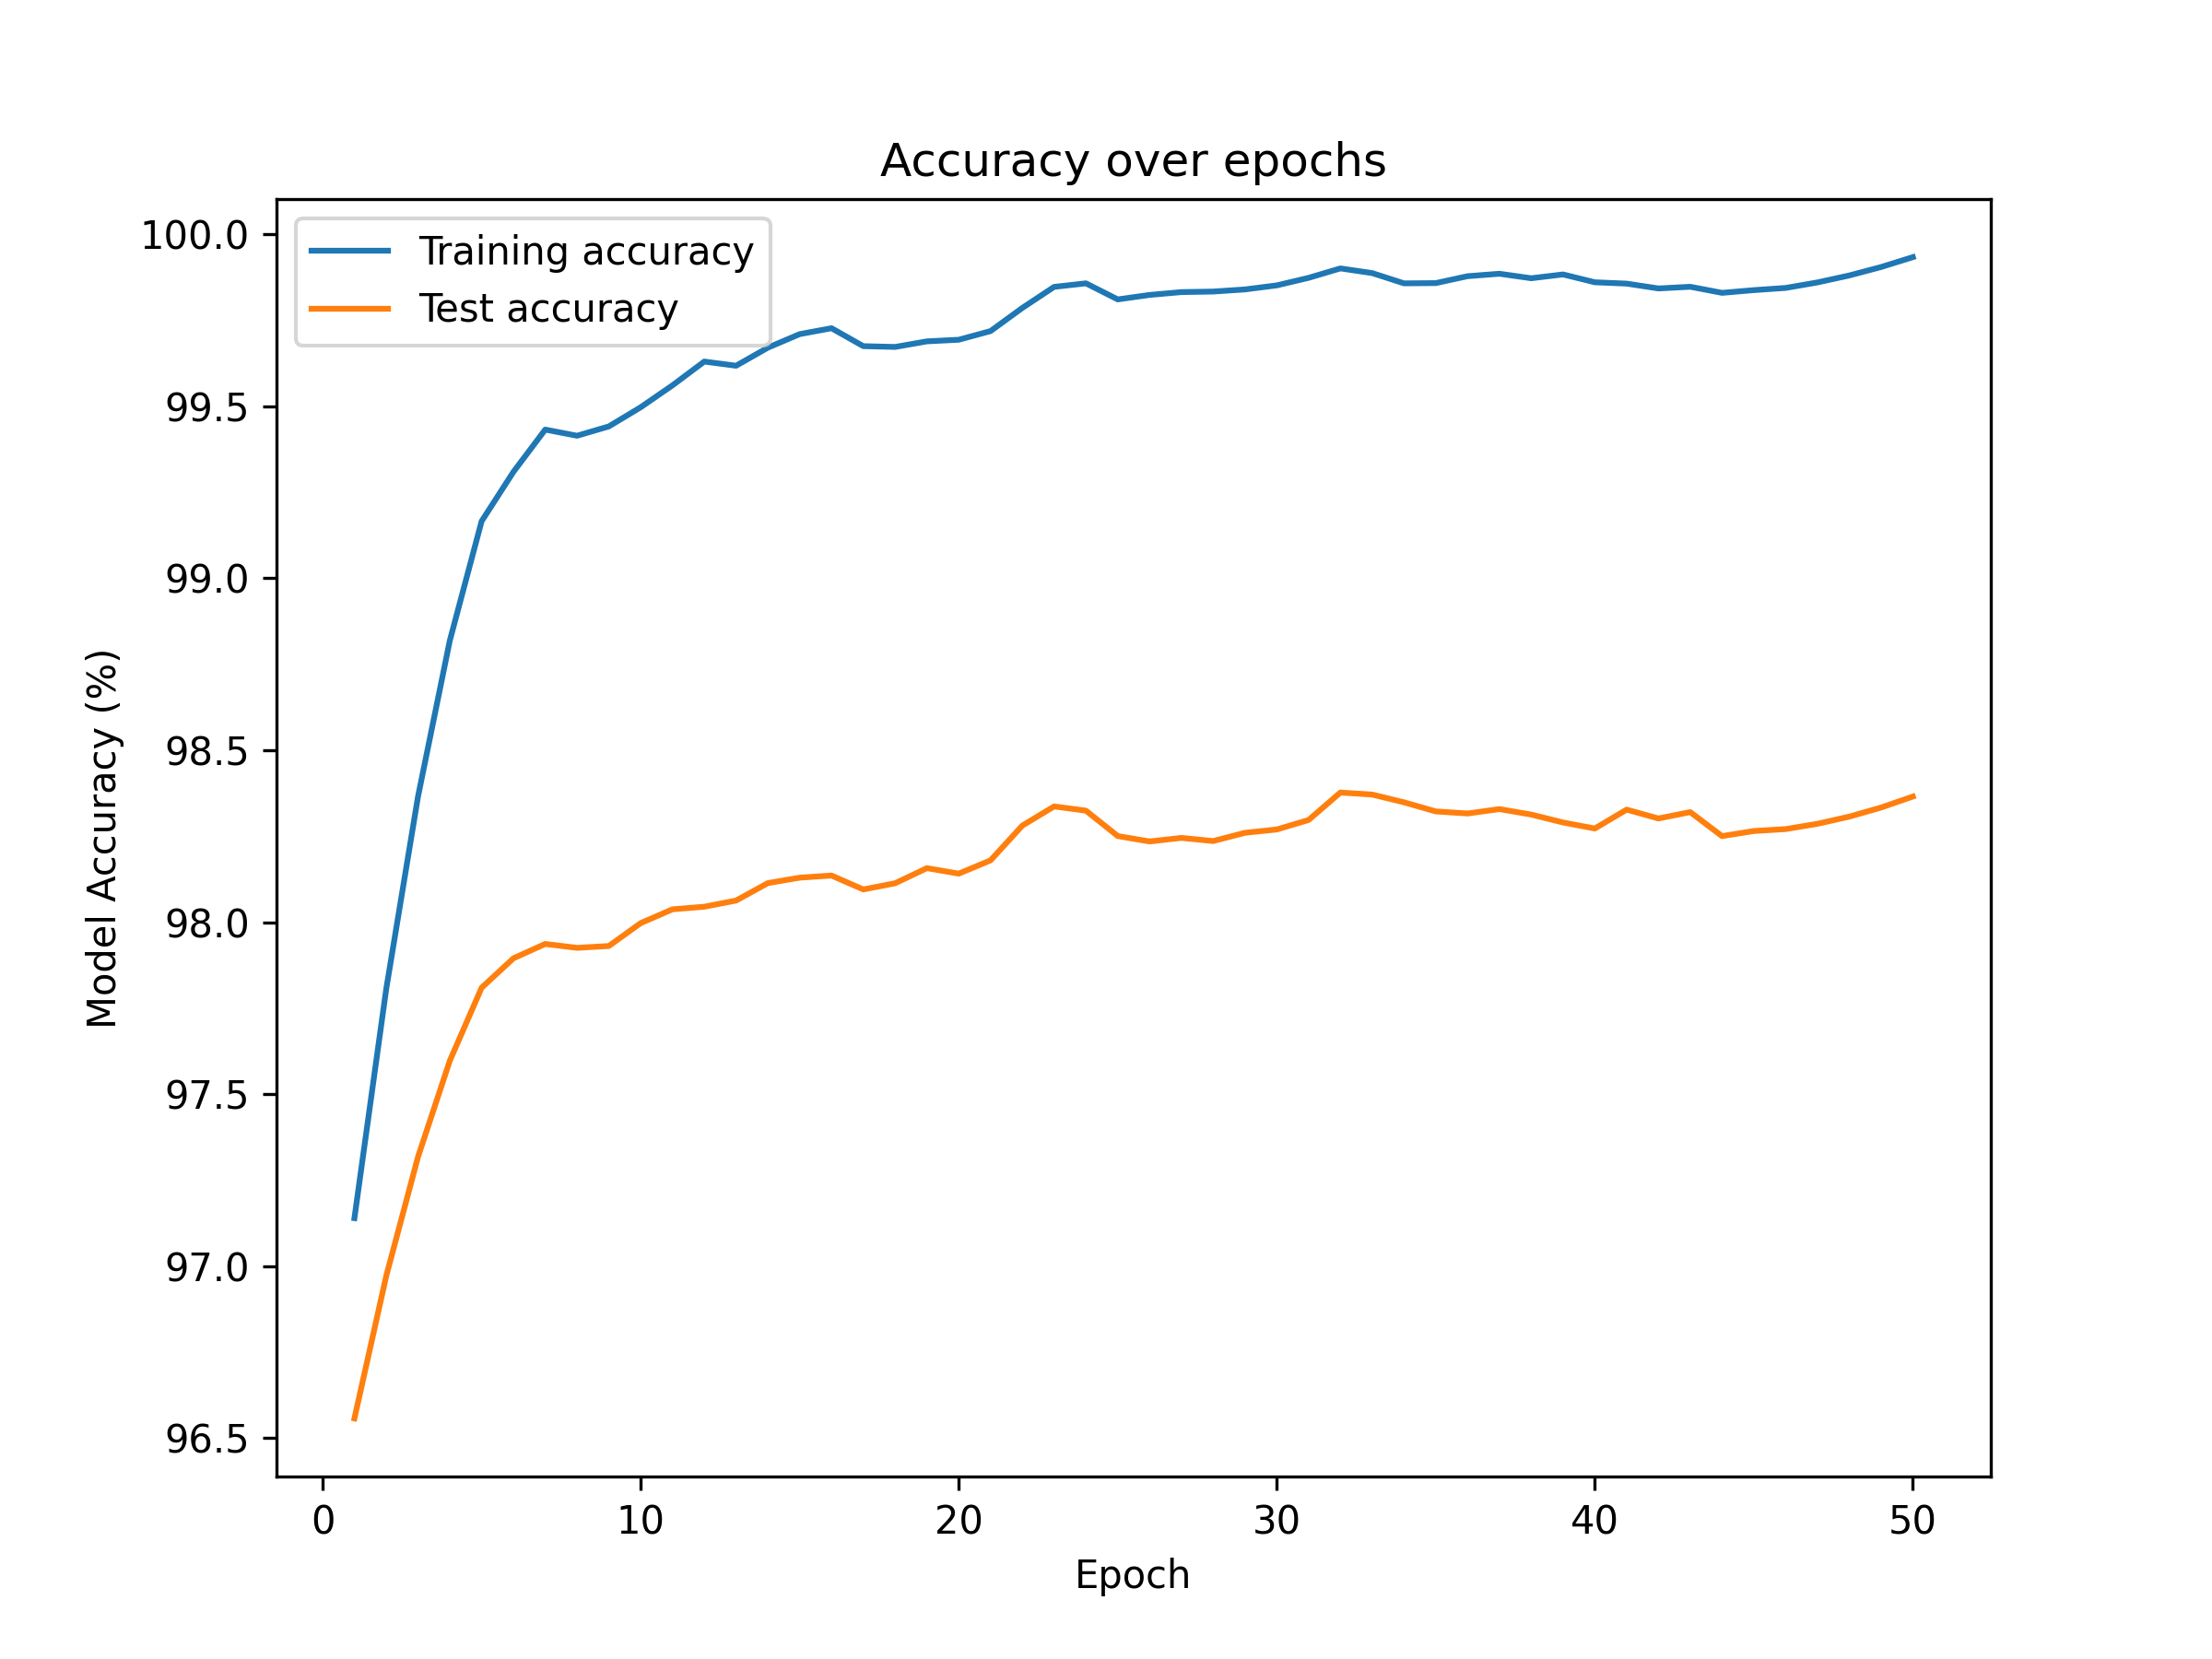 Accuracy over epochs
Training accuracy
Test accuracy
Model Accuracy (%)
100.0
99.5
99.0
98.5
98.0
97.5
97.0
96.5
0 10 20 30 40 50
Epoch